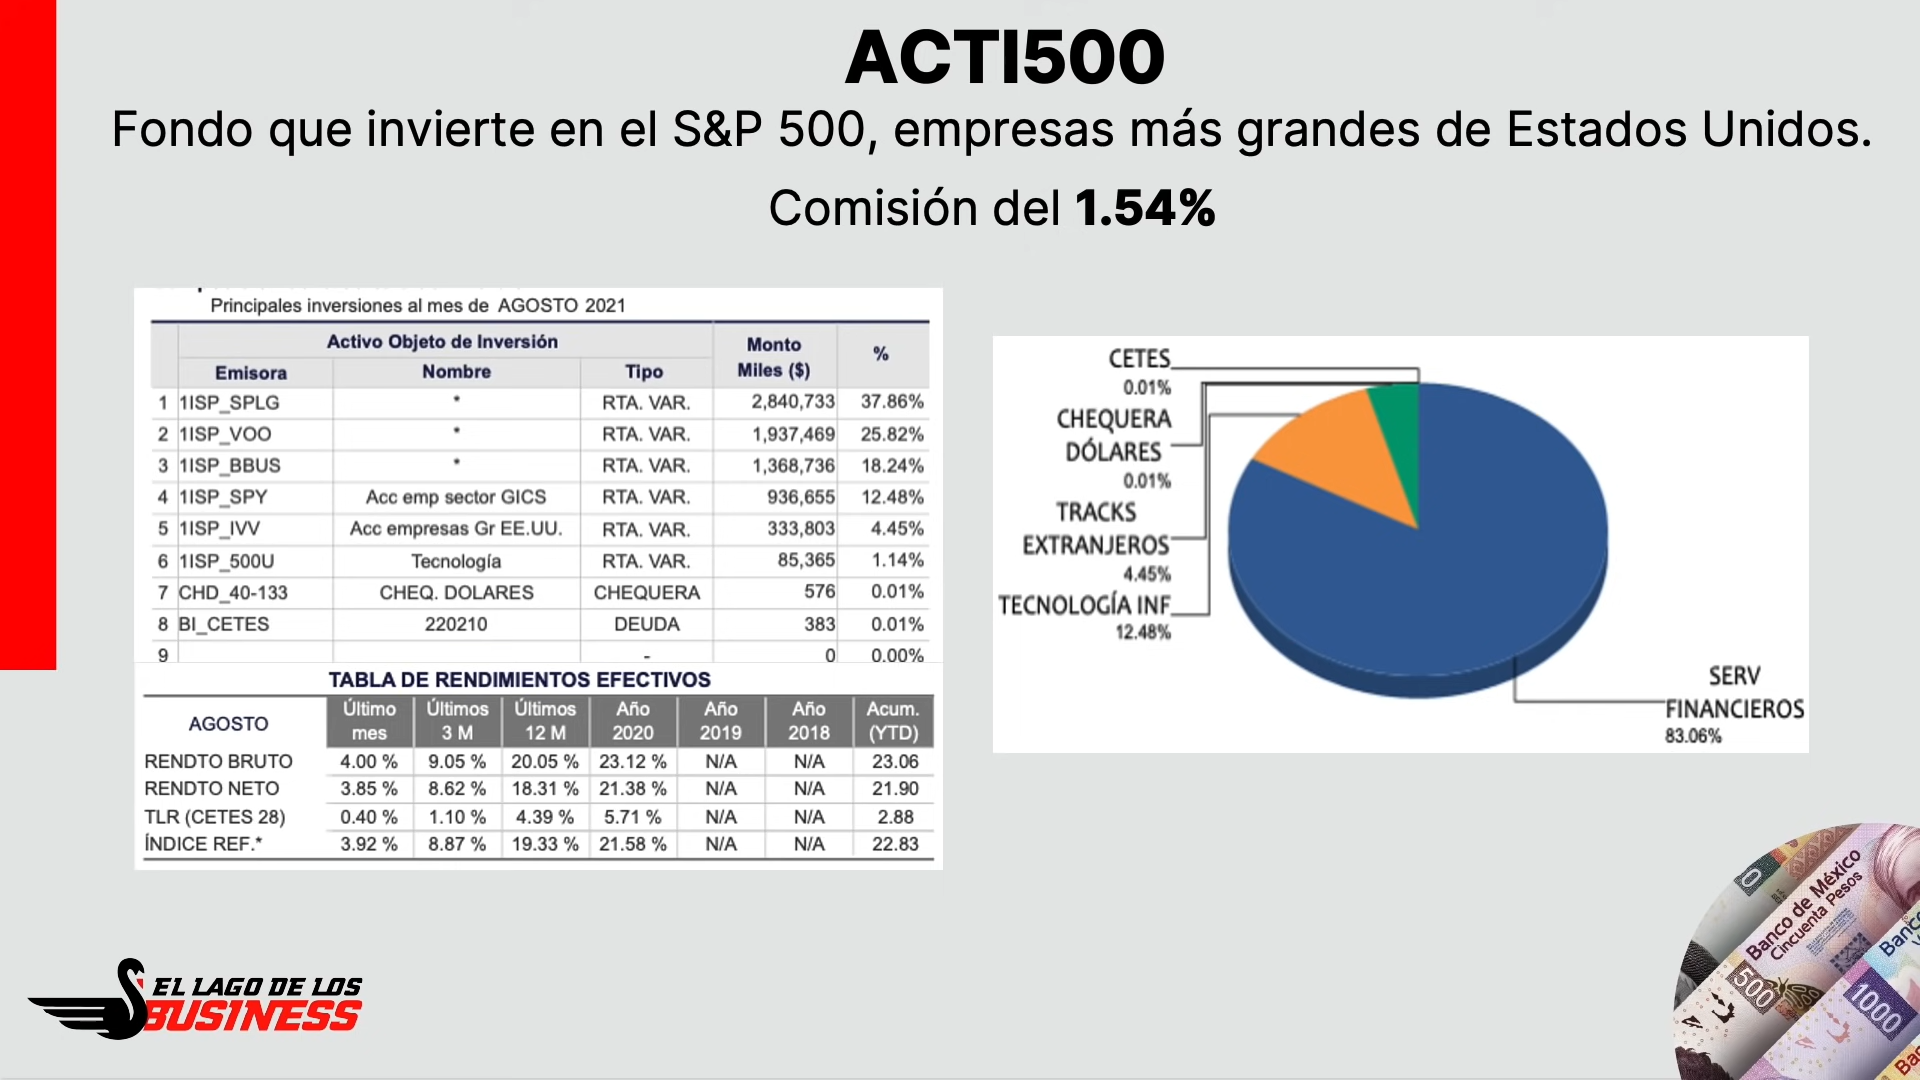 ACTI500
Fondo que invierte en el S&P 500, empresas más grandes de Estados Unidos.
Comisión del 1.54%
Principales inversiones al mes de AGOSTO 2021
Activo Objeto de Inversión Monto Miles ($) %
Emisora Nombre Tipo
1 1ISP_SPLG * RTA. VAR. 2,840,733 37.86%
2 1ISP_VOO * RTA. VAR. 1,937,469 25.82%
3 1ISP_BBUS * RTA. VAR. 1,368,736 18.24%
4 1ISP_SPY Acc emp sector GICS RTA. VAR. 936,655 12.48%
5 1ISP_IVV Acc empresas Gr EE.UU. RTA. VAR. 333,803 4.45%
6 1ISP_500U Tecnología RTA. VAR. 85,365 1.14%
7 CHD_40-133 CHEQ. DOLARES CHEQUERA 576 0.01%
8 BI_CETES 220210 DEUDA 383 0.01%
9 - 0 0.00%
TABLA DE RENDIMIENTOS EFECTIVOS
AGOSTO Último mes Últimos 3 M Últimos 12 M Año 2020 Año 2019 Año 2018 Acum. (YTD)
RENDTO BRUTO 4.00 % 9.05 % 20.05 % 23.12 % N/A N/A 23.06
RENDTO NETO 3.85 % 8.62 % 18.31 % 21.38 % N/A N/A 21.90
TLR (CETES 28) 0.40 % 1.10 % 4.39 % 5.71 % N/A N/A 2.88
ÍNDICE REF.* 3.92 % 8.87 % 19.33 % 21.58 % N/A N/A 22.83
CETES
0.01%
CHEQUERA
DÓLARES
0.01%
TRACKS
EXTRANJEROS
4.45%
TECNOLOGÍA INF
12.48%
SERV
FINANCIEROS
83.06%
EL LAGO DE LOS
BUSINESS
Banco de México
Cincuenta Pesos
500
1000